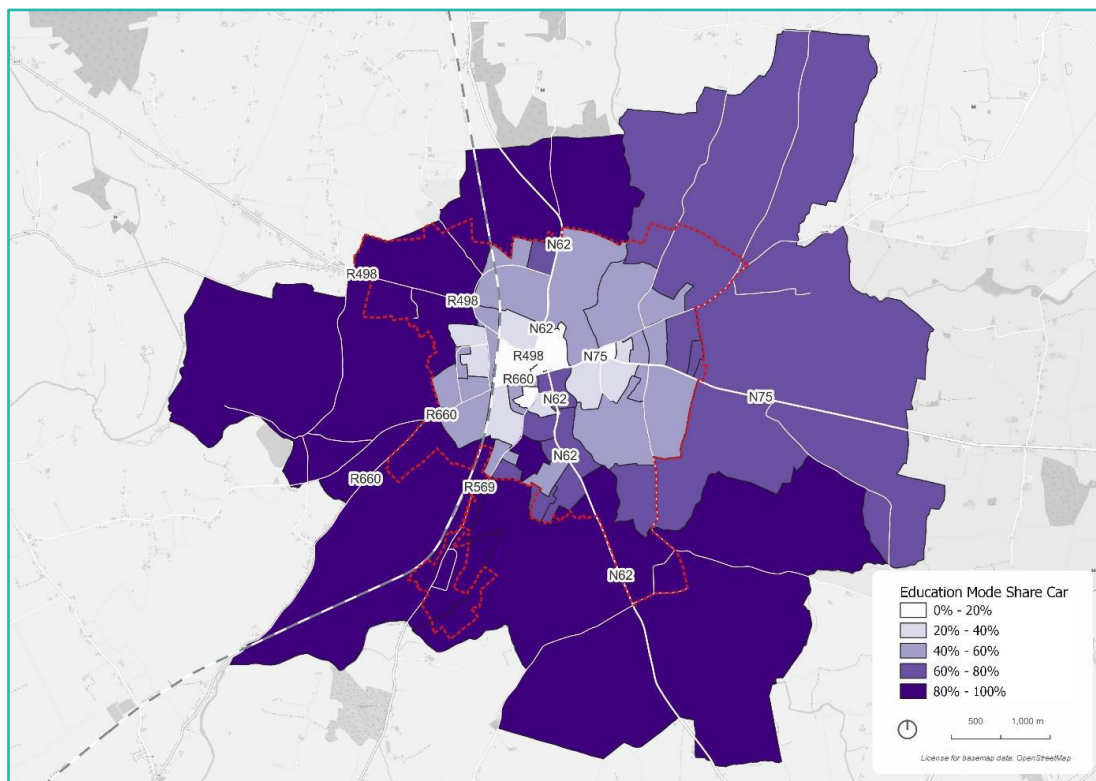 N62
R498
R498
N62
R498
N75
R660
N62
N75
R660
N62
R660
R569
N62
Education Mode Share Car
0% - 20%
20% - 40%
40% - 60%
60% - 80%
80% - 100%
500 1,000 m
License for basemap data: OpenStreetMap